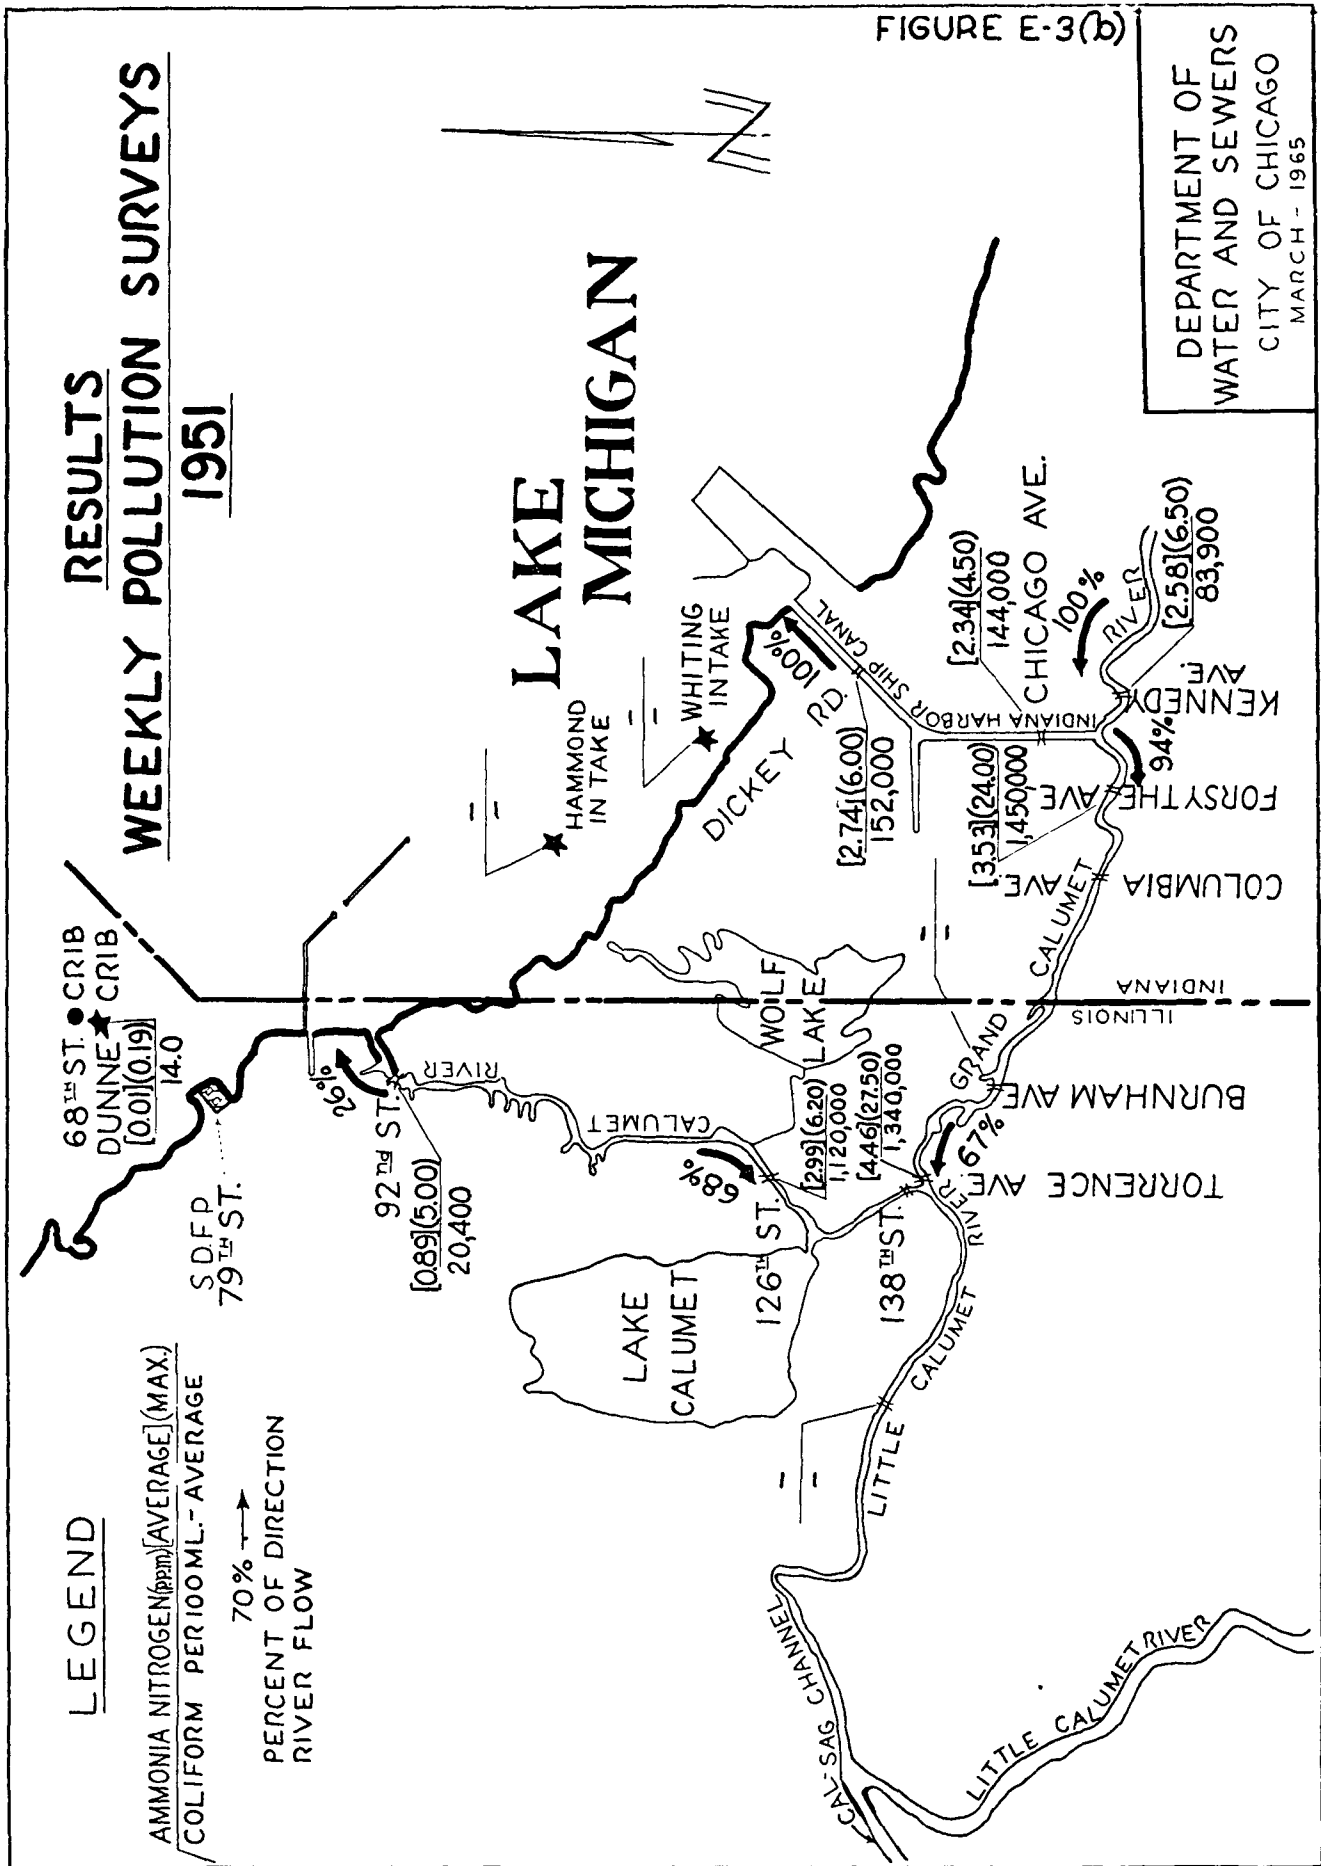 FIGURE E-3(b)
RESULTS
WEEKLY POLLUTION SURVEYS
1951
LEGEND
AMMONIA NITROGEN(ppm)[AVERAGE](MAX.)
COLIFORM PER 100 ML.-AVERAGE
70%
PERCENT OF DIRECTION
RIVER FLOW
68TH ST. CRIB
DUNNE CRIB
[0.01](0.19)
14.0
S.D.F.P
79TH ST.
26%
92nd ST.
[0.89](5.00)
20,400
RIVER
CALUMET
68%
126TH ST.
[2.99](6.20)
1,120,000
[4.46](27.50)
1,340,000
138TH ST.
LAKE
CALUMET
WOLF
LAKE
LAKE
MICHIGAN
HAMMOND
INTAKE
WHITING
INTAKE
DICKEY RD.
100%
INDIANA HARBOR SHIP CANAL
[2.74](6.00)
152,000
[2.34](4.50)
144,000
CHICAGO AVE.
100%
RIVER
[2.58](6.50)
83,900
KENNEDY AVE.
94%
[3.53](24.00)
1,450,000
FORSYTHE AVE.
COLUMBIA AVE.
GRAND CALUMET
INDIANA
ILLINOIS
BURNHAM AVE
67%
TORRENCE AVE.
RIVER
LITTLE CALUMET
CAL-SAG CHANNEL
LITTLE CALUMET RIVER
DEPARTMENT OF
WATER AND SEWERS
CITY OF CHICAGO
MARCH - 1965